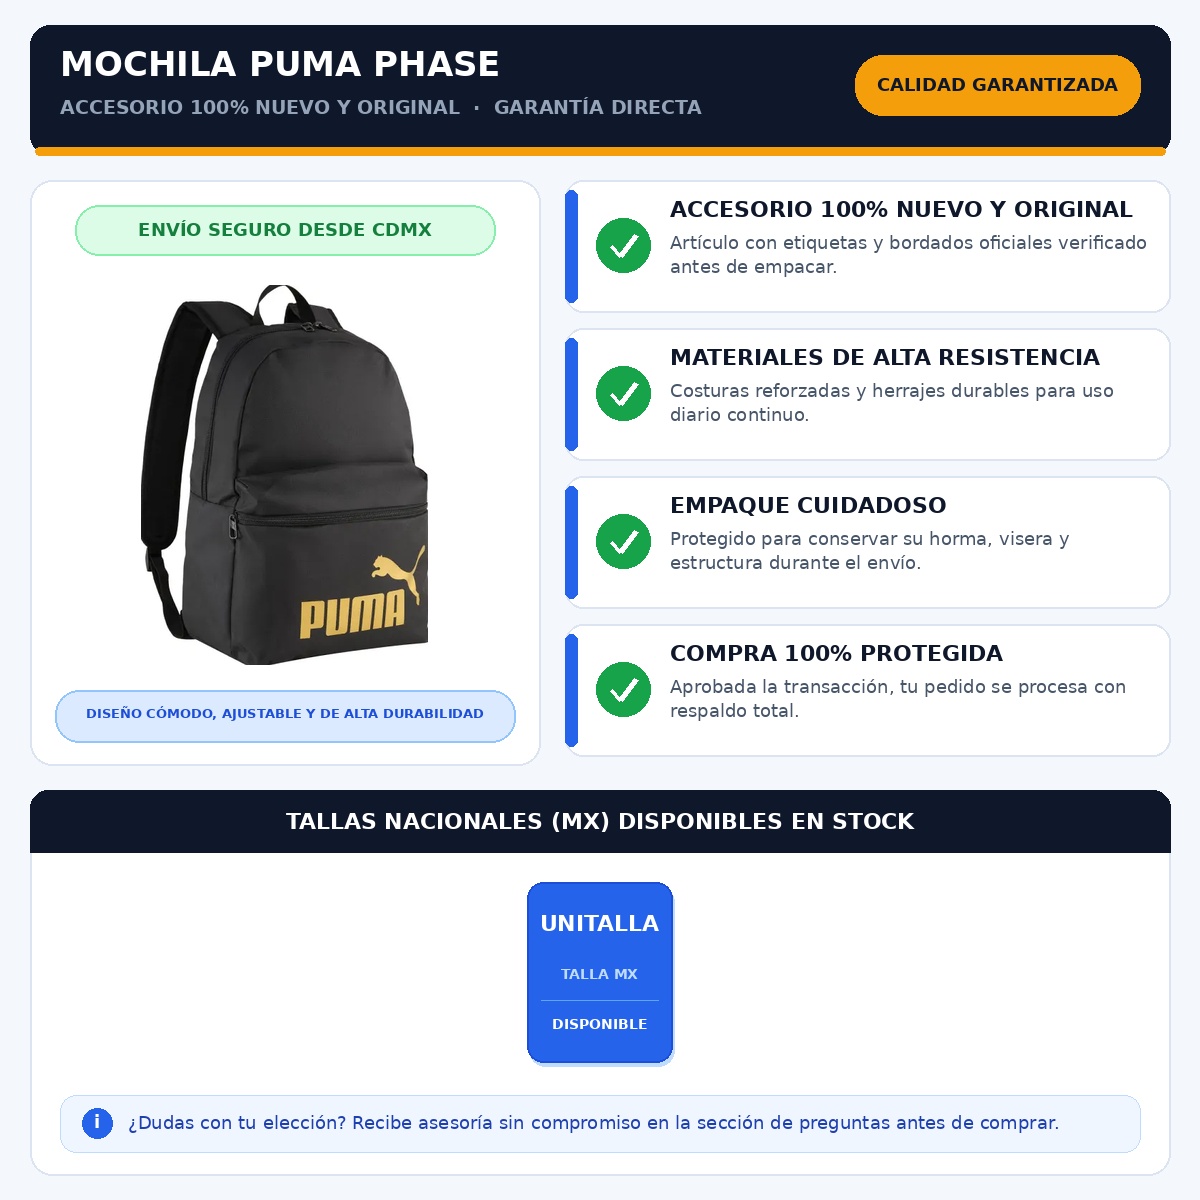 MOCHILA PUMA PHASE
ACCESORIO 100% NUEVO Y ORIGINAL · GARANTÍA DIRECTA
CALIDAD GARANTIZADA
ENVÍO SEGURO DESDE CDMX
PUMA
DISEÑO CÓMODO, AJUSTABLE Y DE ALTA DURABILIDAD
ACCESORIO 100% NUEVO Y ORIGINAL
Artículo con etiquetas y bordados oficiales verificado
antes de empacar.
MATERIALES DE ALTA RESISTENCIA
Costuras reforzadas y herrajes durables para uso
diario continuo.
EMPAQUE CUIDADOSO
Protegido para conservar su horma, visera y
estructura durante el envío.
COMPRA 100% PROTEGIDA
Aprobada la transacción, tu pedido se procesa con
respaldo total.
TALLAS NACIONALES (MX) DISPONIBLES EN STOCK
UNITALLA
TALLA MX
DISPONIBLE
i ¿Dudas con tu elección? Recibe asesoría sin compromiso en la sección de preguntas antes de comprar.